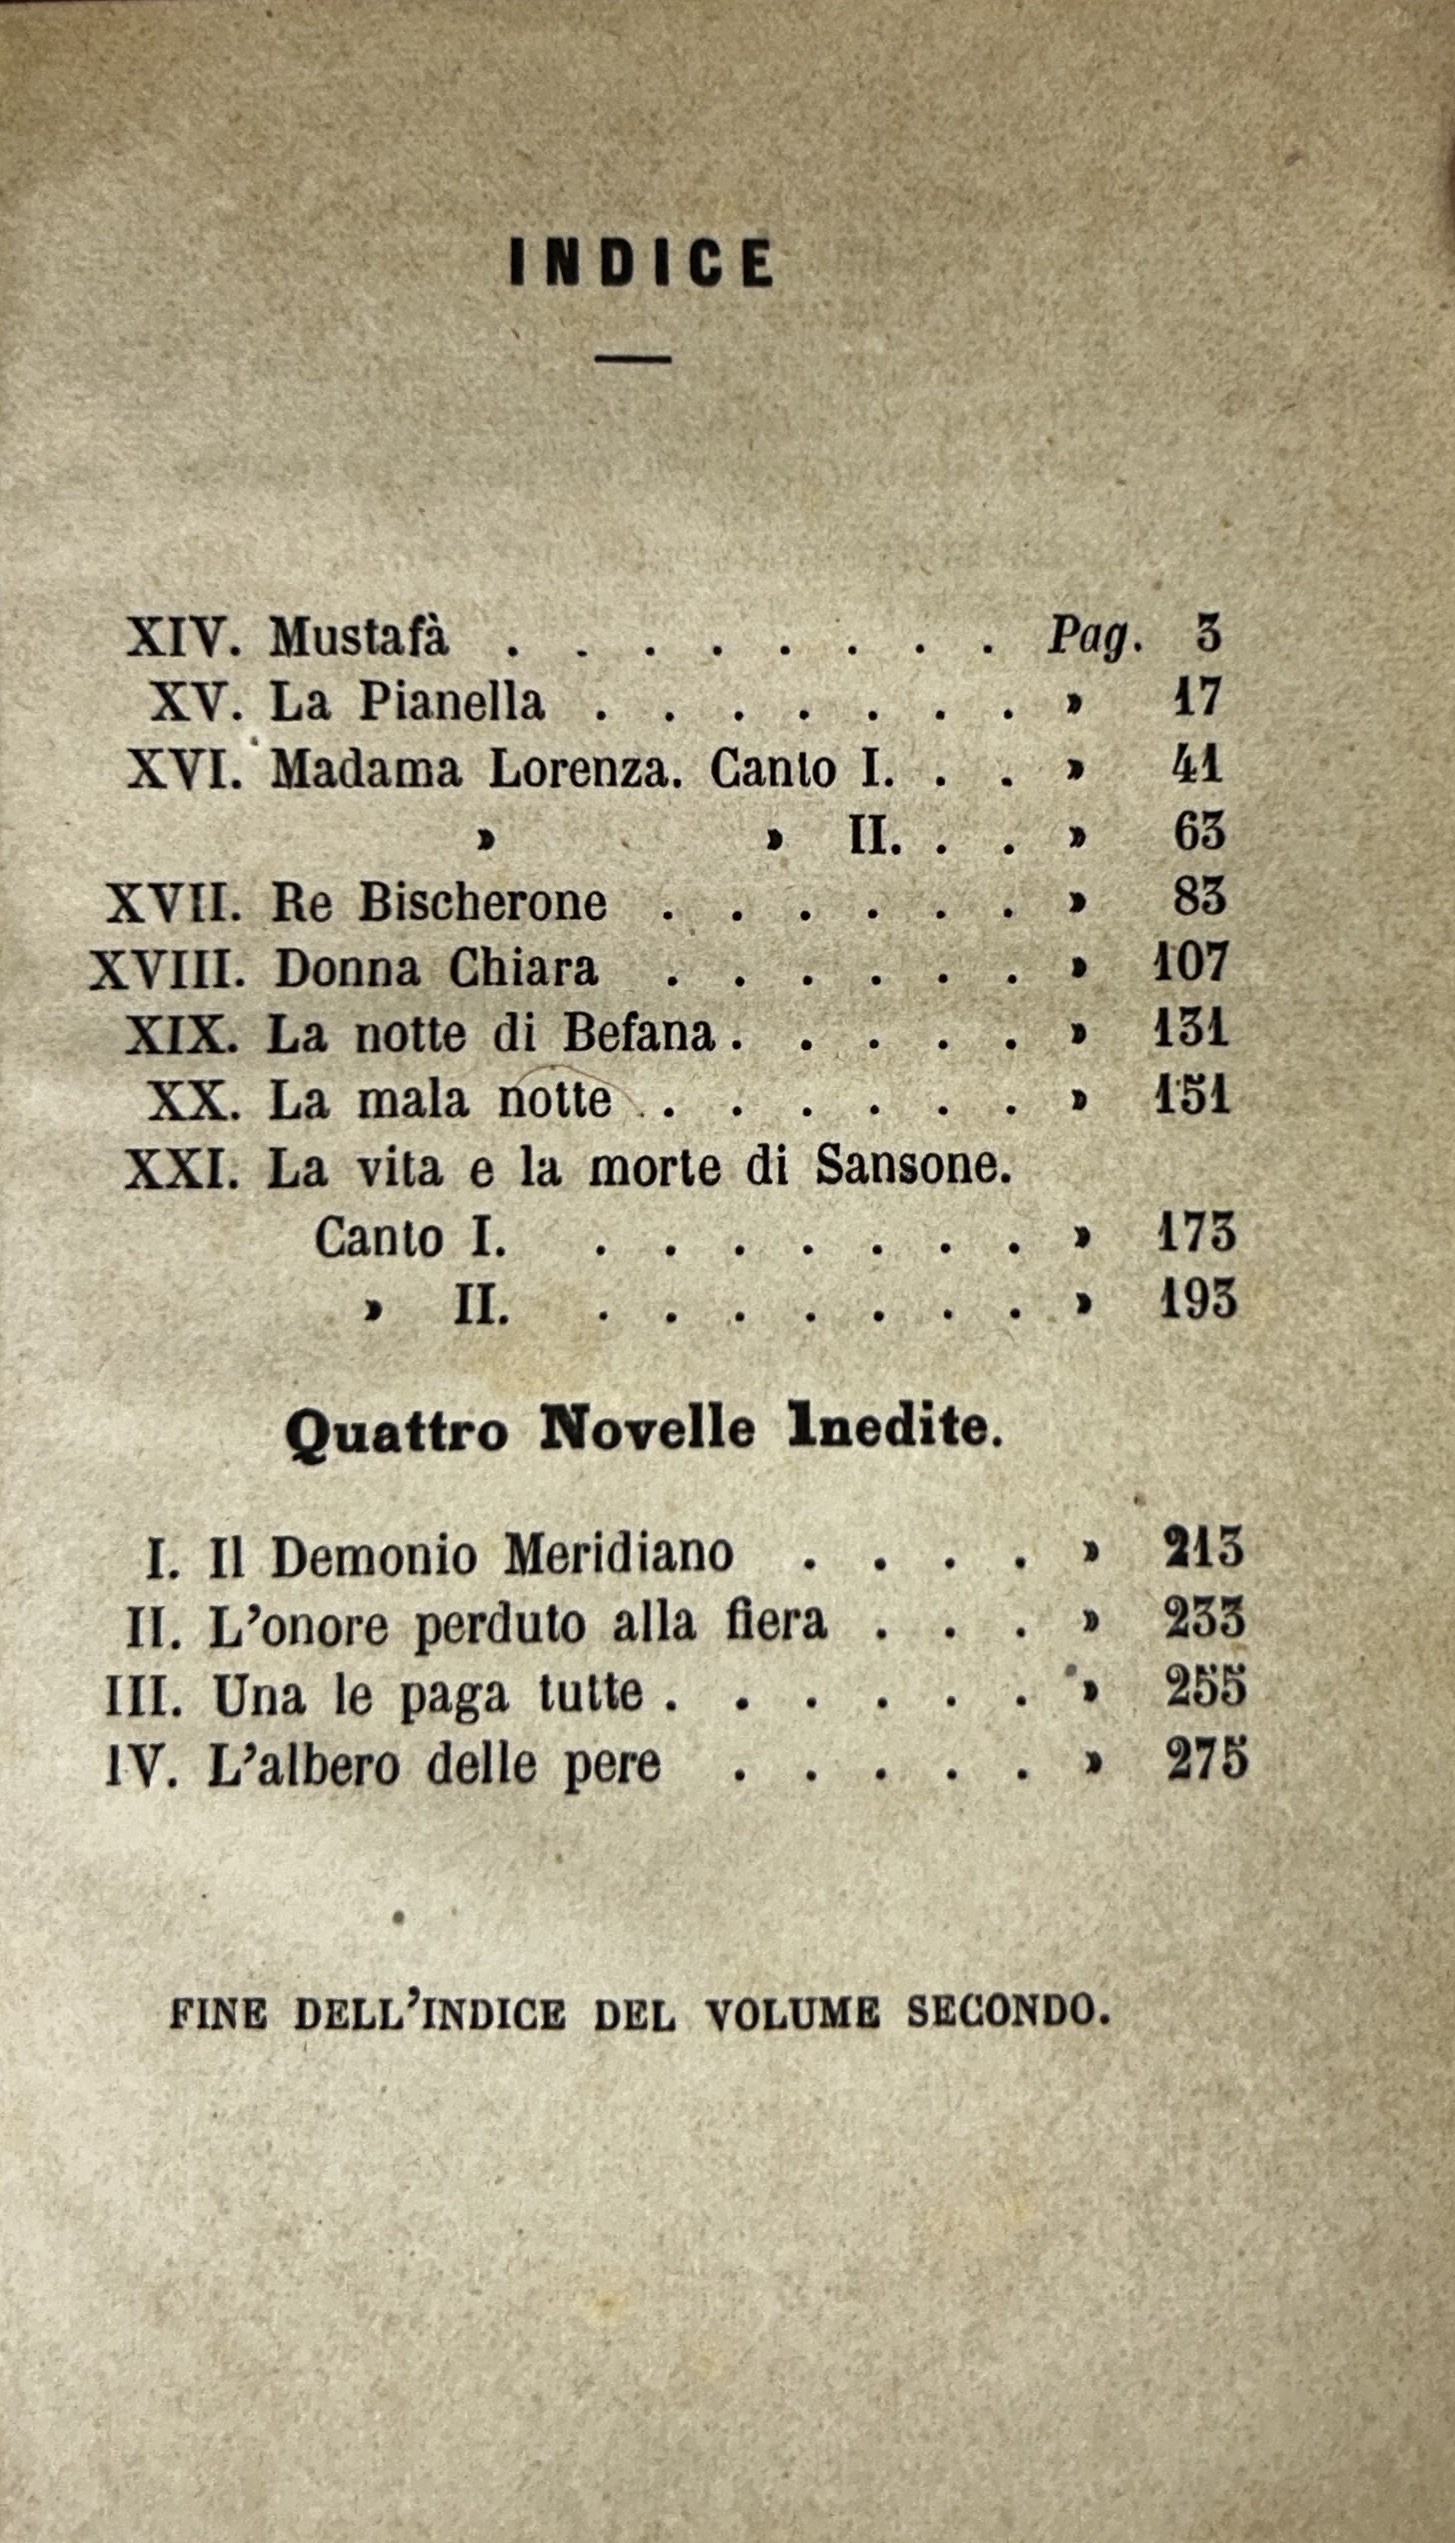 INDICE
XIV. Mustafà . . . . . . . . Pag. 3
XV. La Pianella . . . . . . . » 17
XVI. Madama Lorenza. Canto I. . . » 41
» » II. . . » 63
XVII. Re Bischerone . . . . . . » 83
XVIII. Donna Chiara . . . . . . » 107
XIX. La notte di Befana . . . . . » 131
XX. La mala notte . . . . . . » 151
XXI. La vita e la morte di Sansone.
Canto I. . . . . . . . » 173
» II. . . . . . . . » 193
Quattro Novelle Inedite.
I. Il Demonio Meridiano . . . . » 213
II. L'onore perduto alla fiera . . . » 233
III. Una le paga tutte . . . . . . » 255
IV. L'albero delle pere . . . . . » 275
FINE DELL'INDICE DEL VOLUME SECONDO.